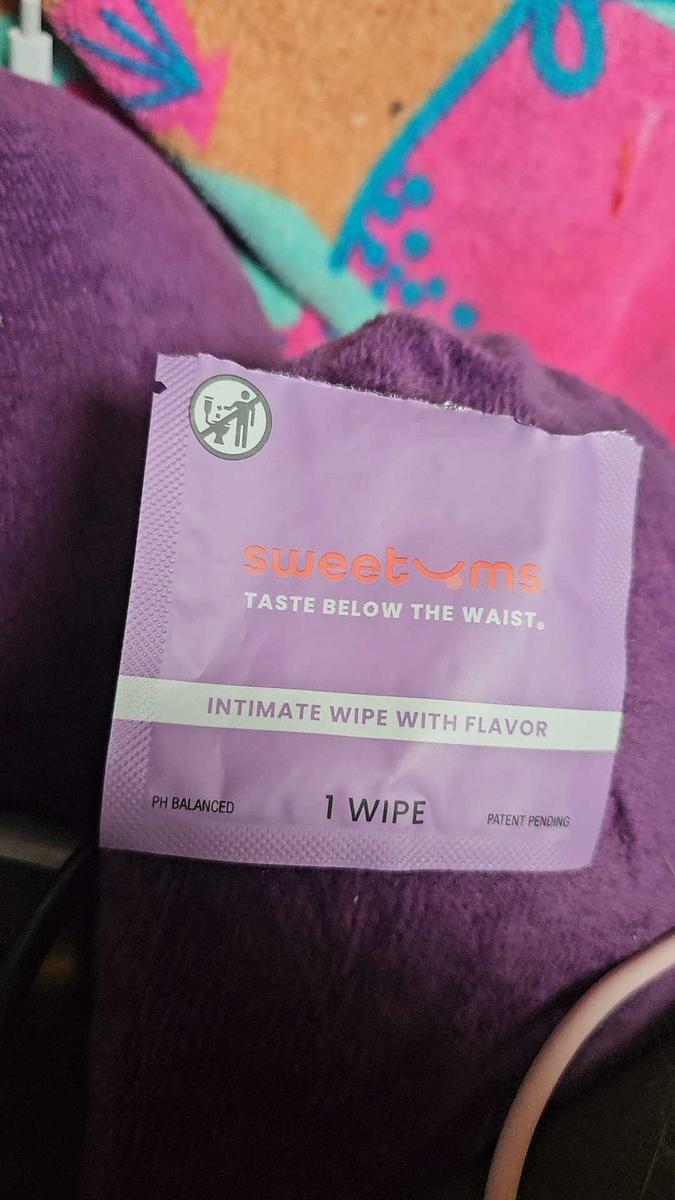 sweetums
TASTE BELOW THE WAIST.
INTIMATE WIPE WITH FLAVOR
PH BALANCED
1 WIPE
PATENT PENDING